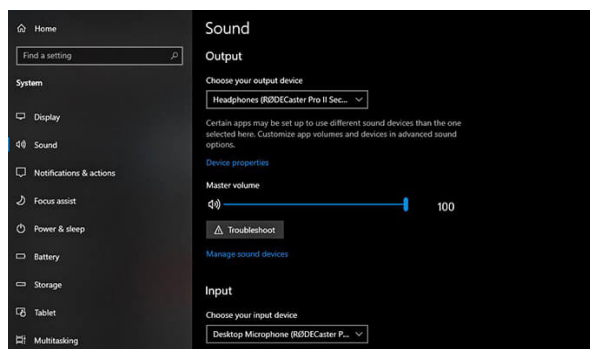 Home
Find a setting
System
Display
Sound
Notifications & actions
Focus assist
Power & sleep
Battery
Storage
Tablet
Multitasking
Sound
Output
Choose your output device
Headphones (RØDECaster Pro II Sec...
Certain apps may be set up to use different sound devices than the one
selected here. Customize app volumes and devices in advanced sound
options.
Device properties
Master volume
100
Troubleshoot
Manage sound devices
Input
Choose your input device
Desktop Microphone (RØDECaster P...